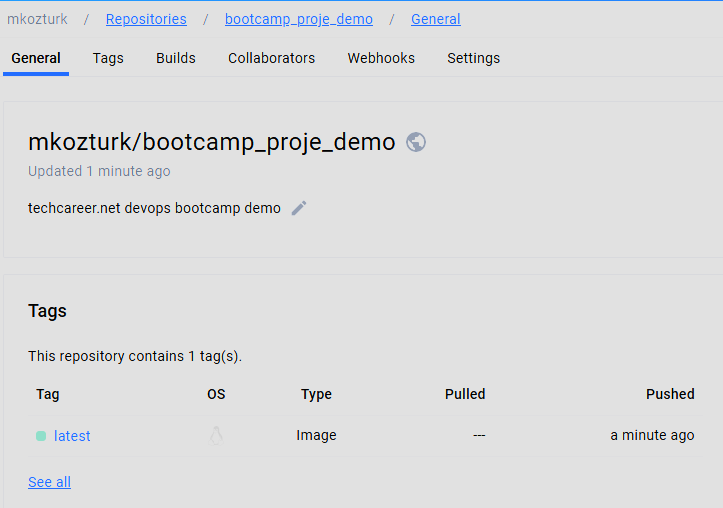 mkozturk / Repositories / bootcamp_proje_demo / General
General Tags Builds Collaborators Webhooks Settings
mkozturk/bootcamp_proje_demo
Updated 1 minute ago
techcareer.net devops bootcamp demo
Tags
This repository contains 1 tag(s).
Tag OS Type Pulled Pushed
latest Image --- a minute ago
See all